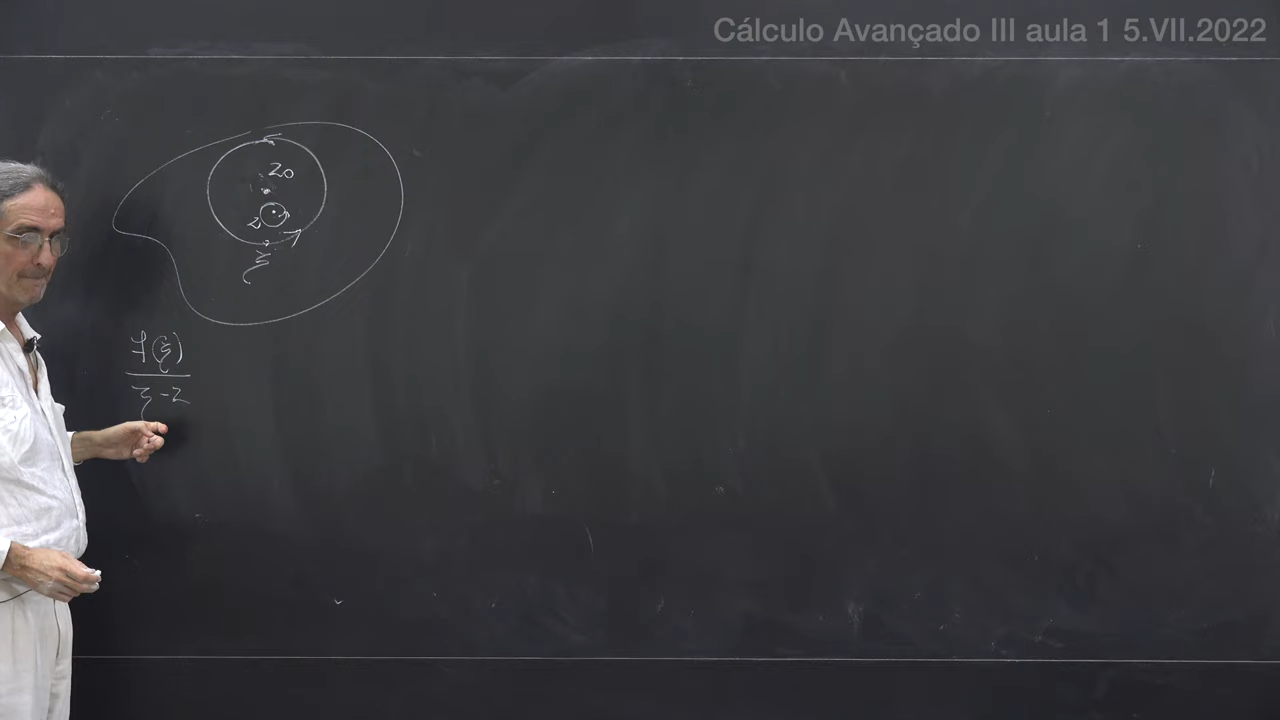 Cálculo Avançado III aula 1 5.VII.2022
z₀
z
ξ
f(ξ)
ξ-z